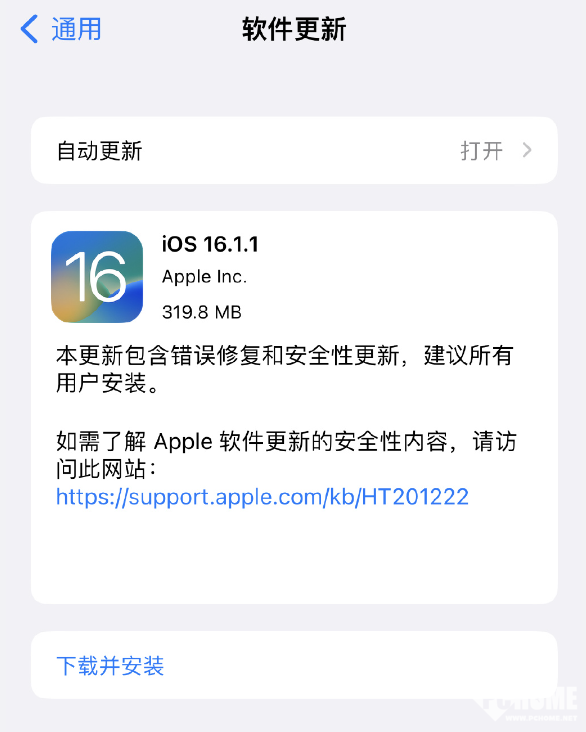 通用
软件更新
自动更新
打开
16
iOS 16.1.1
Apple Inc.
319.8 MB
本更新包含错误修复和安全性更新，建议所有
用户安装。
如需了解 Apple 软件更新的安全性内容，请访
问此网站：
https://support.apple.com/kb/HT201222
下载并安装